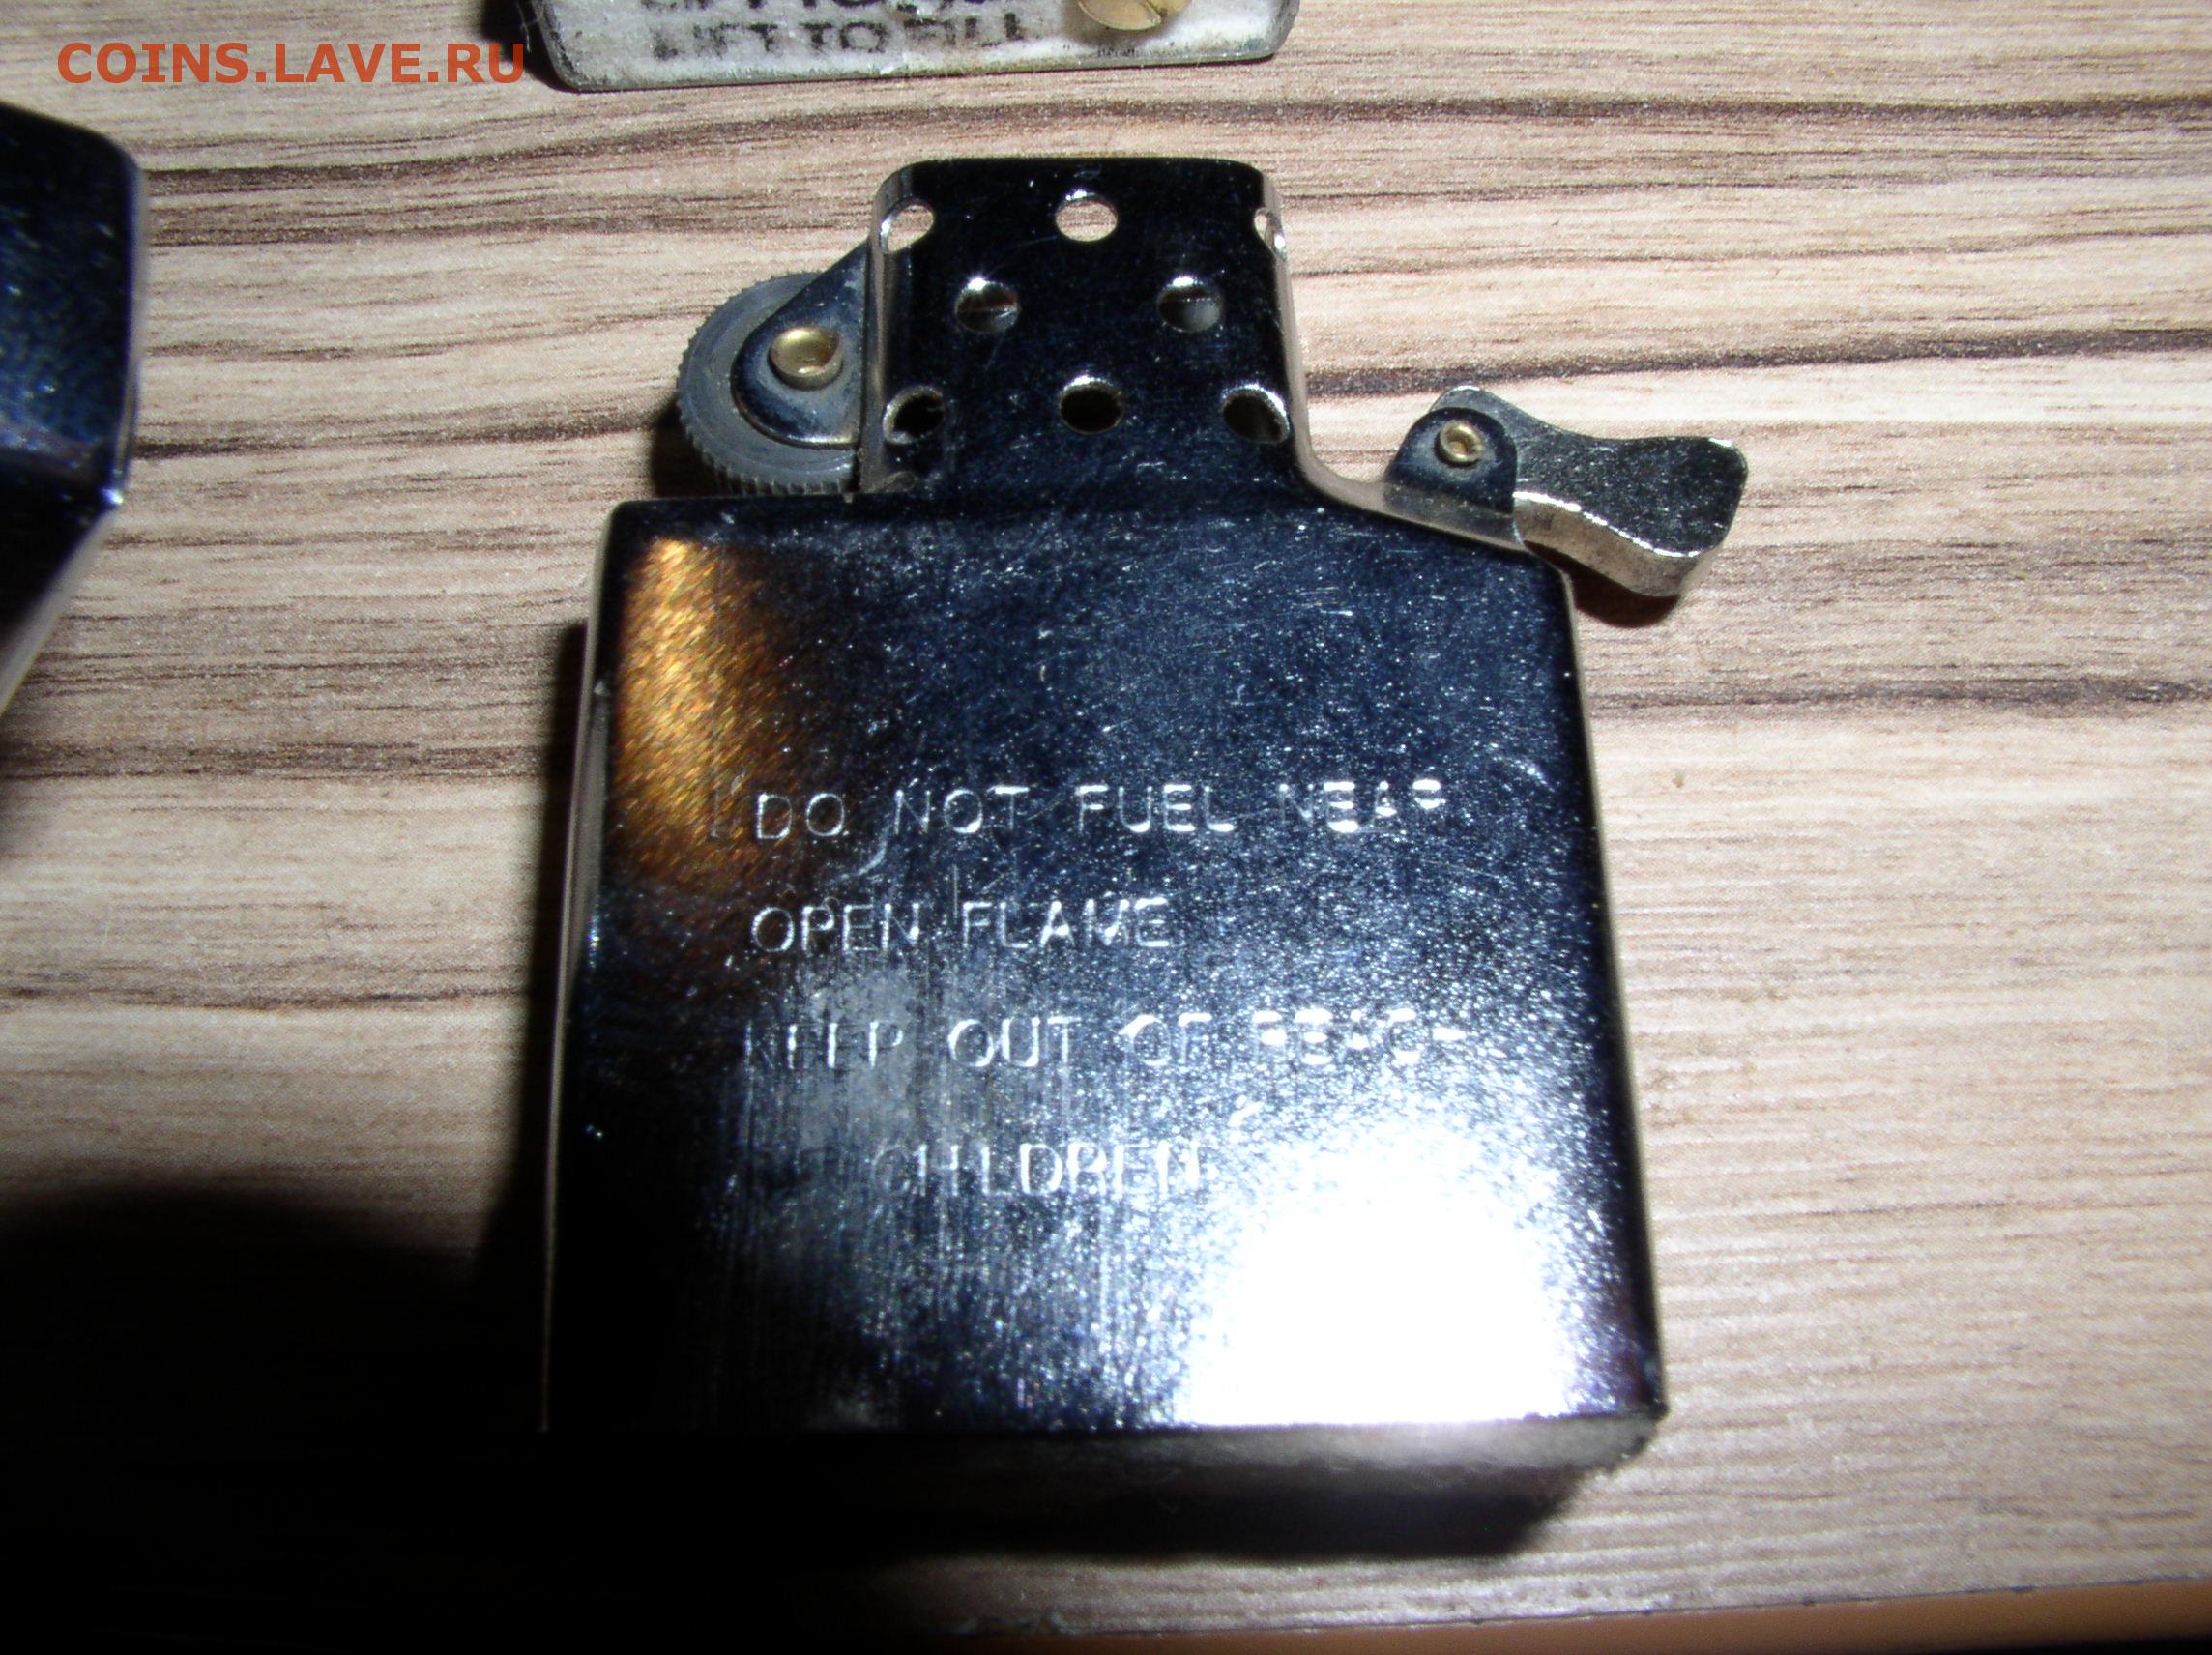 COINS.LAVE.RU
LIFT TO FILL
DO NOT FUEL NEAR
OPEN FLAME
KEEP OUT OF REACH
CHILDREN